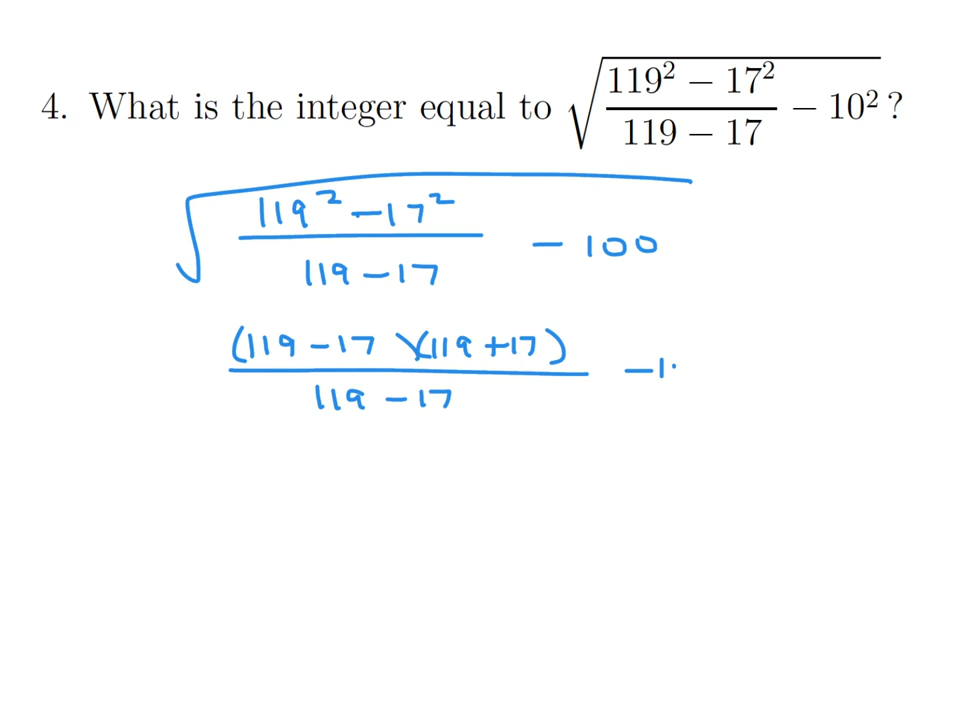 4. What is the integer equal to √((119² − 17²)/(119 − 17) − 10²) ?
√((119² − 17²)/(119 − 17) − 100)
((119 − 17)(119 + 17))/(119 − 17) − 1